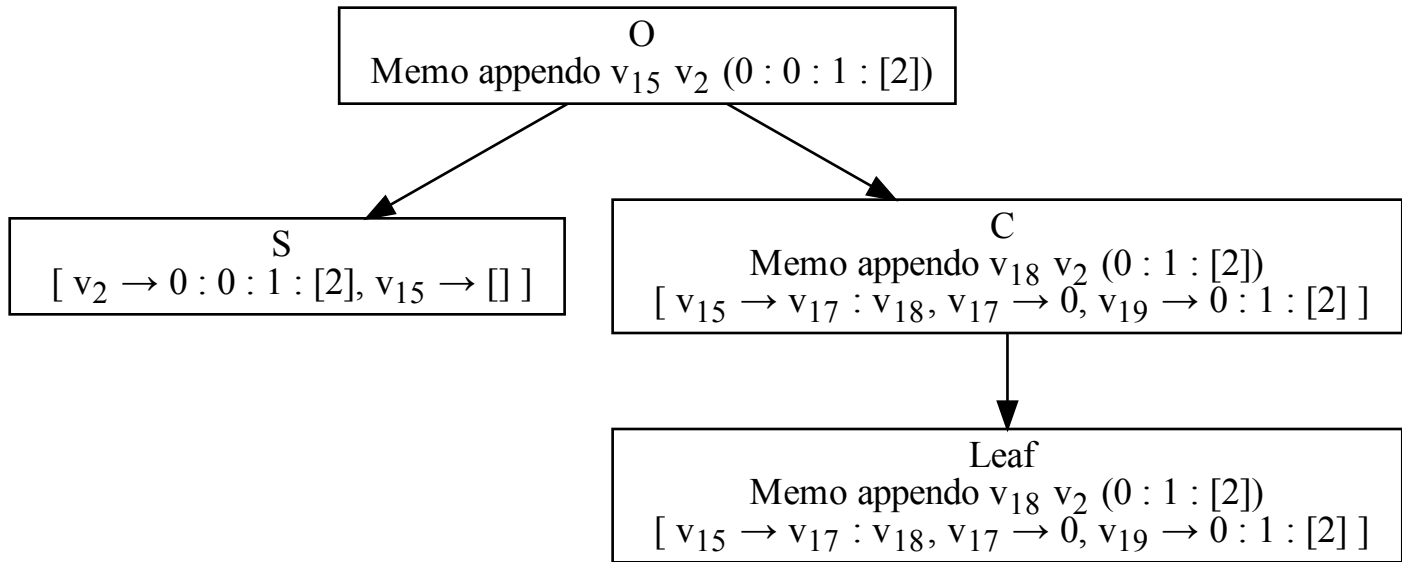 O
Memo appendo v15 v2 (0 : 0 : 1 : [2])
S
[ v2 → 0 : 0 : 1 : [2], v15 → [] ]
C
Memo appendo v18 v2 (0 : 1 : [2])
[ v15 → v17 : v18, v17 → 0, v19 → 0 : 1 : [2] ]
Leaf
Memo appendo v18 v2 (0 : 1 : [2])
[ v15 → v17 : v18, v17 → 0, v19 → 0 : 1 : [2] ]